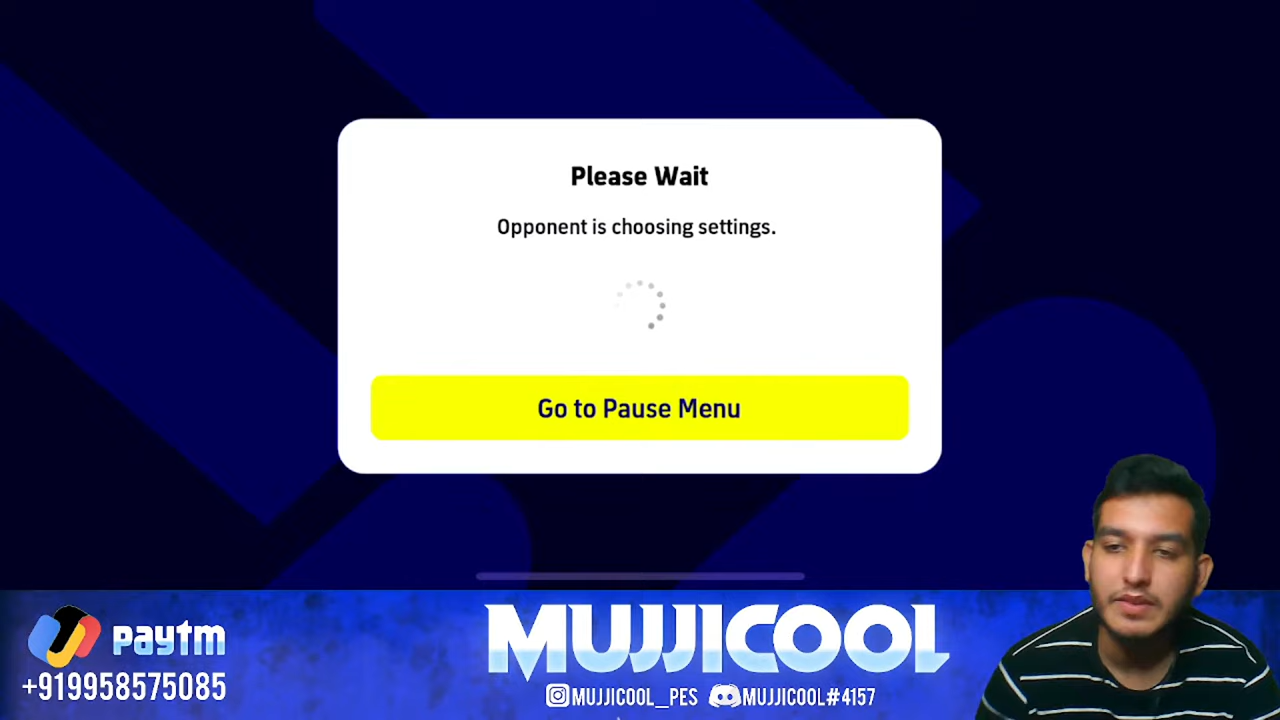 Please Wait
Opponent is choosing settings.
Go to Pause Menu
paytm
+919958575085
MUJJICOOL
MUJJICOOL_PES MUJJICOOL#4157